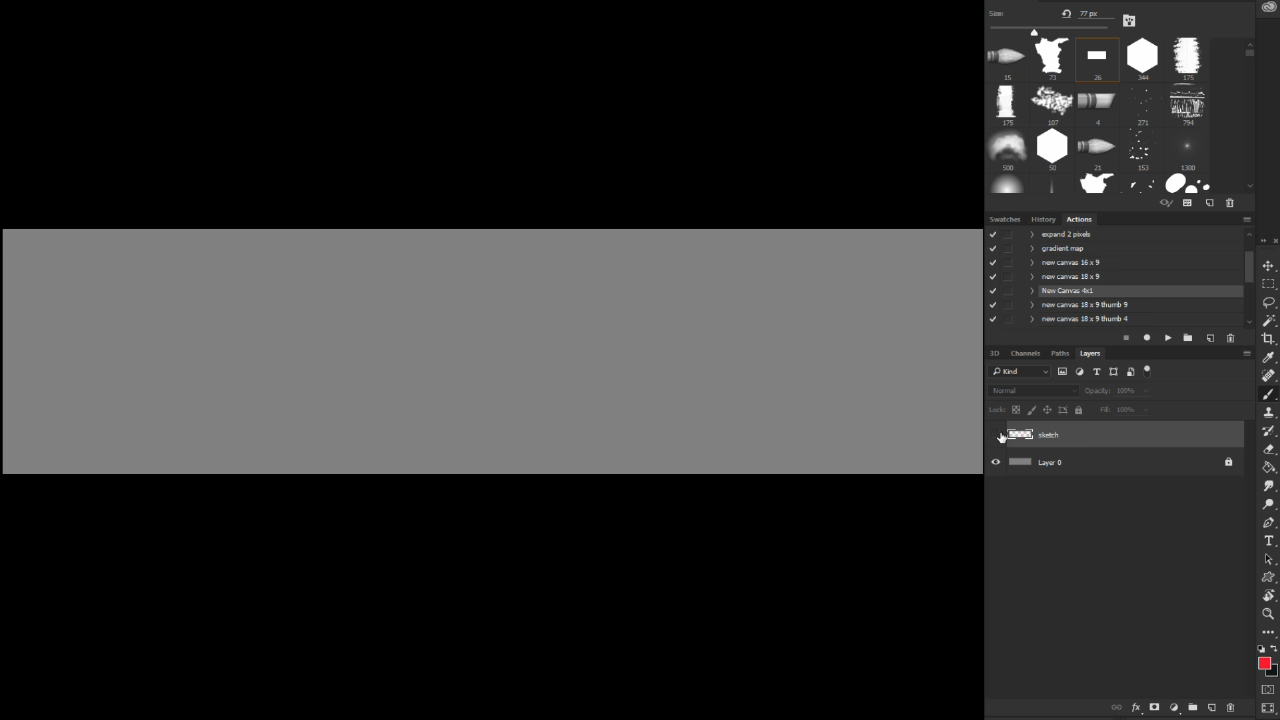 Size: 77 px
15 73 26 344 175
175 107 4 271 794
500 50 21 153 1300
Swatches History Actions
expand 2 pixels
gradient map
new canvas 16 x 9
new canvas 18 x 9
New Canvas 4x1
new canvas 18 x 9 thumb 9
new canvas 18 x 9 thumb 4
3D Channels Paths Layers
Kind
Normal Opacity: 100%
Lock: Fill: 100%
sketch
Layer 0
fx